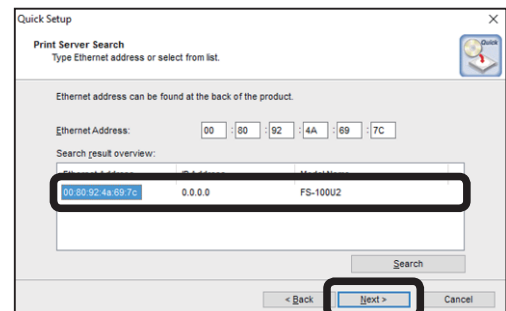 Quick Setup
Quick
Print Server Search
Type Ethernet address or select from list.
Ethernet address can be found at the back of the product.
Ethernet Address: 00 : 80 : 92 : 4A : 69 : 7C
Search result overview:
Ethernet Address IP Address Model Name
00:80:92:4a:69:7c 0.0.0.0 FS-100U2
Search
< Back Next > Cancel